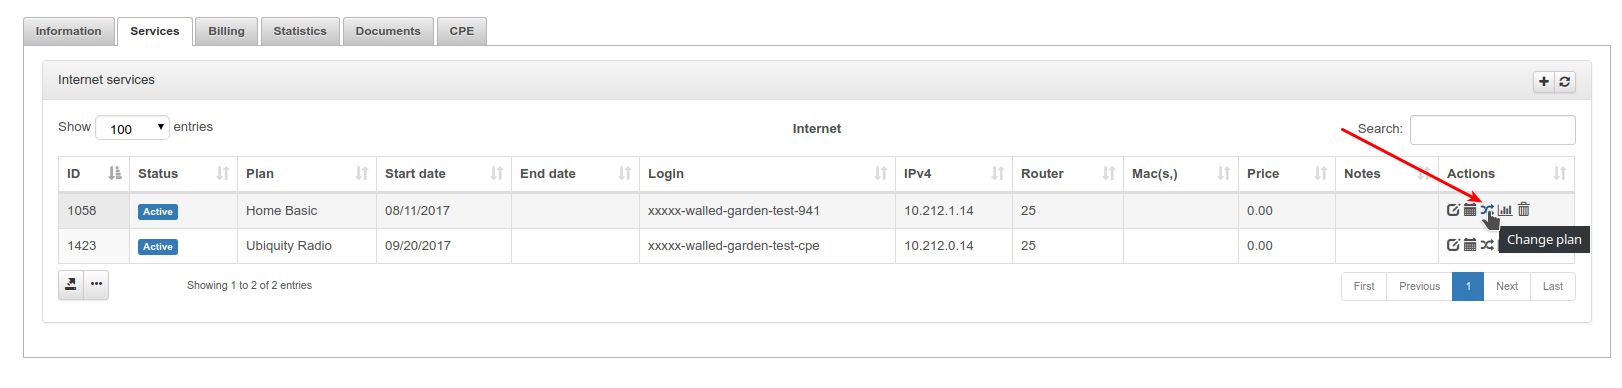 Information Services Billing Statistics Documents CPE
Internet services
Show 100 entries Internet Search:
ID Status Plan Start date End date Login IPv4 Router Mac(s,) Price Notes Actions
1058 Active Home Basic 08/11/2017 xxxxx-walled-garden-test-941 10.212.1.14 25 0.00
1423 Active Ubiquity Radio 09/20/2017 xxxxx-walled-garden-test-cpe 10.212.0.14 25 0.00
Change plan
Showing 1 to 2 of 2 entries First Previous 1 Next Last